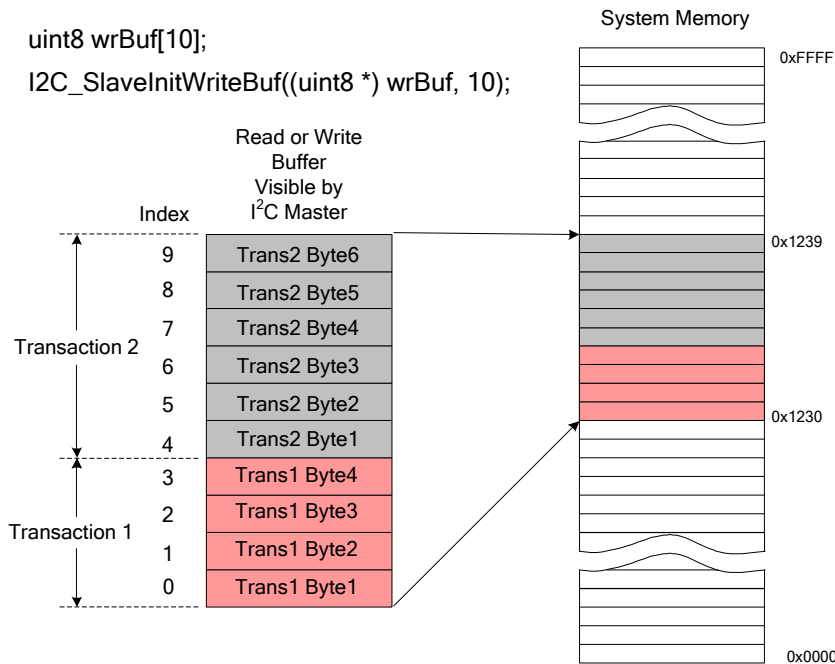 uint8 wrBuf[10];
I2C_SlaveInitWriteBuf((uint8 *) wrBuf, 10);
System Memory
0xFFFF
Read or Write
Buffer
Visible by
I²C Master
Index
9 Trans2 Byte6
8 Trans2 Byte5
7 Trans2 Byte4
Transaction 2
6 Trans2 Byte3
5 Trans2 Byte2
4 Trans2 Byte1
3 Trans1 Byte4
2 Trans1 Byte3
Transaction 1
1 Trans1 Byte2
0 Trans1 Byte1
0x1239
0x1230
0x0000